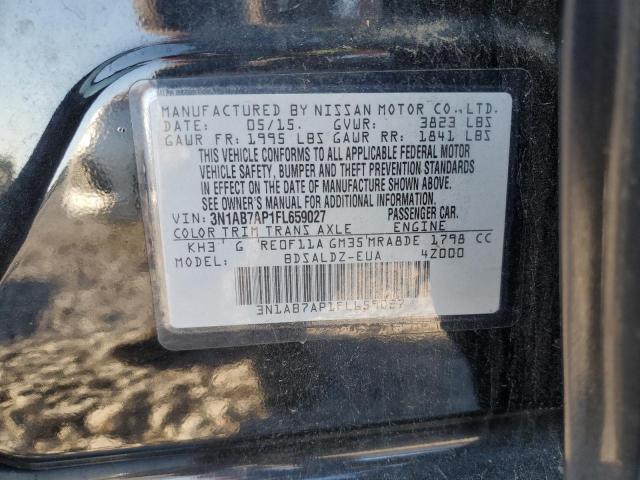 MANUFACTURED BY NISSAN MOTOR CO., LTD.
DATE: 05/15. GVWR: 3823 LBS
GAWR FR: 1995 LBS GAWR RR: 1841 LBS
THIS VEHICLE CONFORMS TO ALL APPLICABLE FEDERAL MOTOR
VEHICLE SAFETY, BUMPER AND THEFT PREVENTION STANDARDS
IN EFFECT ON THE DATE OF MANUFACTURE SHOWN ABOVE.
SEE OWNER'S MANUAL FOR ADDITIONAL INFORMATION.
VIN: 3N1AB7AP1FL659027 PASSENGER CAR.
COLOR TRIM TRANS AXLE ENGINE
KH3 G RE0F11A GM35 MRA8DE 1798 CC
MODEL: BDSALDZ-EUA 4Z000
3N1AB7AP1FL659027